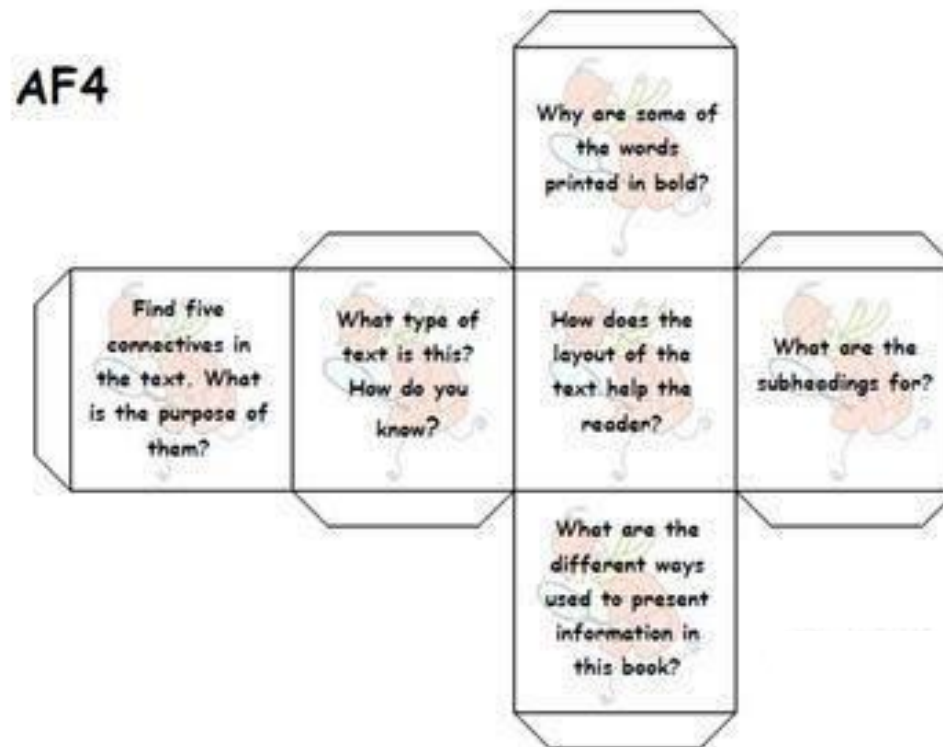 AF4
Why are some of
the words
printed in bold?
Find five
connectives in
the text. What
is the purpose of
them?
What type of
text is this?
How do you
know?
How does the
layout of the
text help the
reader?
What are the
subheadings for?
What are the
different ways
used to present
information in
this book?